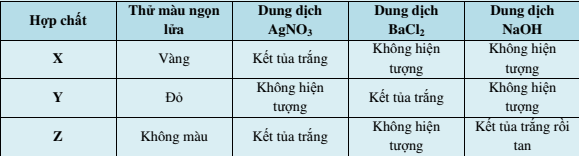 Hợp chất | Thử màu ngọn lửa | Dung dịch AgNO₃ | Dung dịch BaCl₂ | Dung dịch NaOH
X | Vàng | Kết tủa trắng | Không hiện tượng | Không hiện tượng
Y | Đỏ | Không hiện tượng | Kết tủa trắng | Không hiện tượng
Z | Không màu | Kết tủa trắng | Không hiện tượng | Kết tủa trắng rồi tan